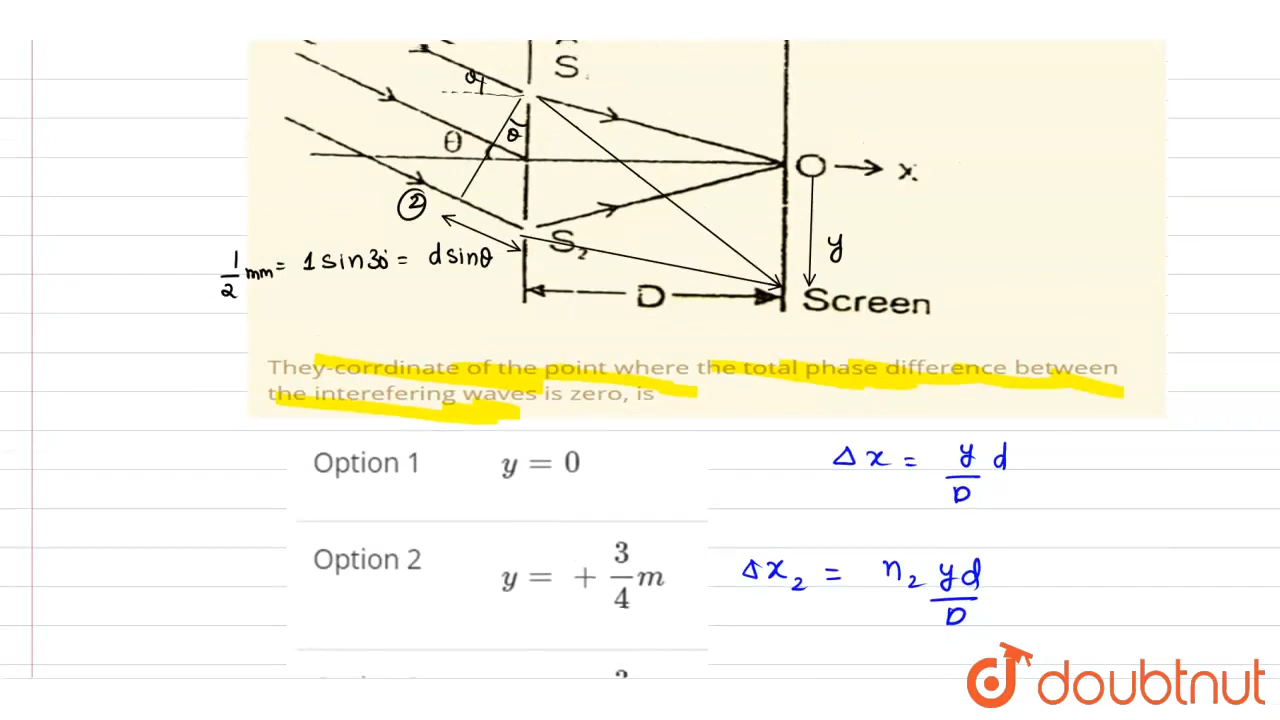 S
θ
θ
θ
O → x
②
S₂
y
1/2 mm = 1 sin 30° = d sinθ
D
Screen
They-corrdinate of the point where the total phase difference between
the interefering waves is zero, is
Option 1 y = 0
Δx = y/D d
Option 2 y = + 3/4 m
Δx₂ = n₂ yd/D
doubtnut